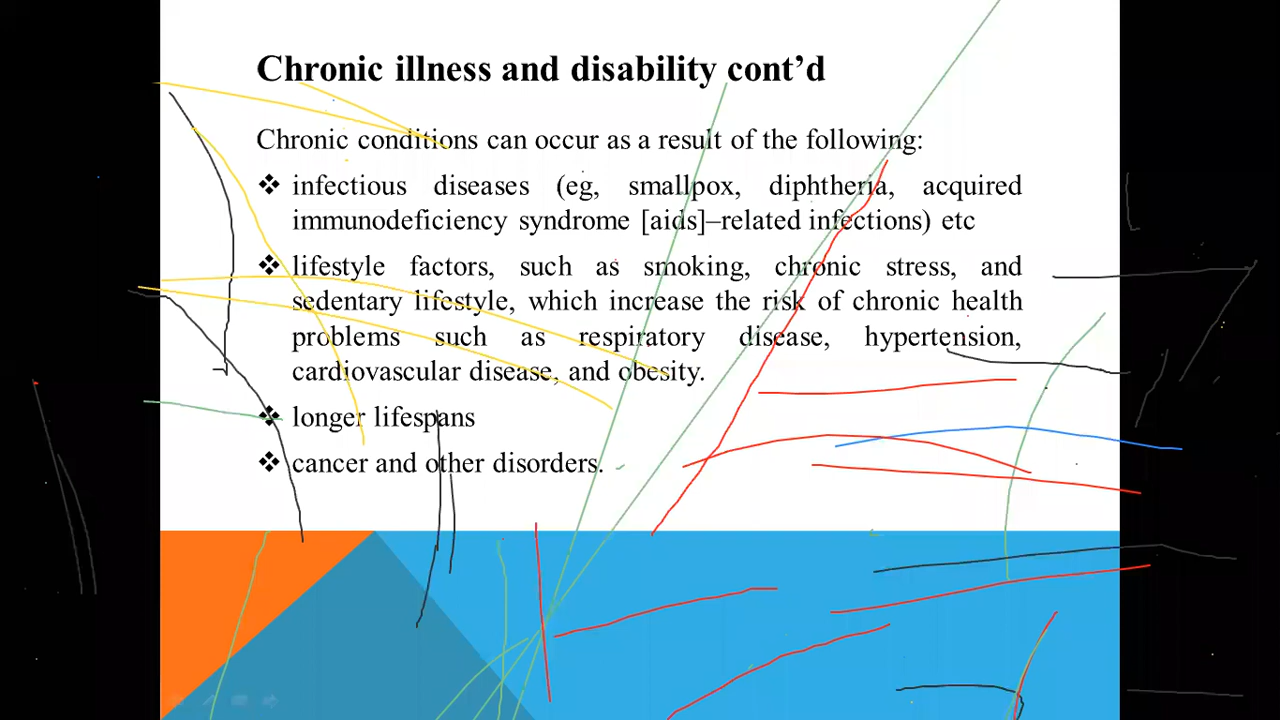 Chronic illness and disability cont’d
Chronic conditions can occur as a result of the following:
❖ infectious diseases (eg, smallpox, diphtheria, acquired
immunodeficiency syndrome [aids]–related infections) etc
❖ lifestyle factors, such as smoking, chronic stress, and
sedentary lifestyle, which increase the risk of chronic health
problems such as respiratory disease, hypertension,
cardiovascular disease, and obesity.
❖ longer lifespans
❖ cancer and other disorders.